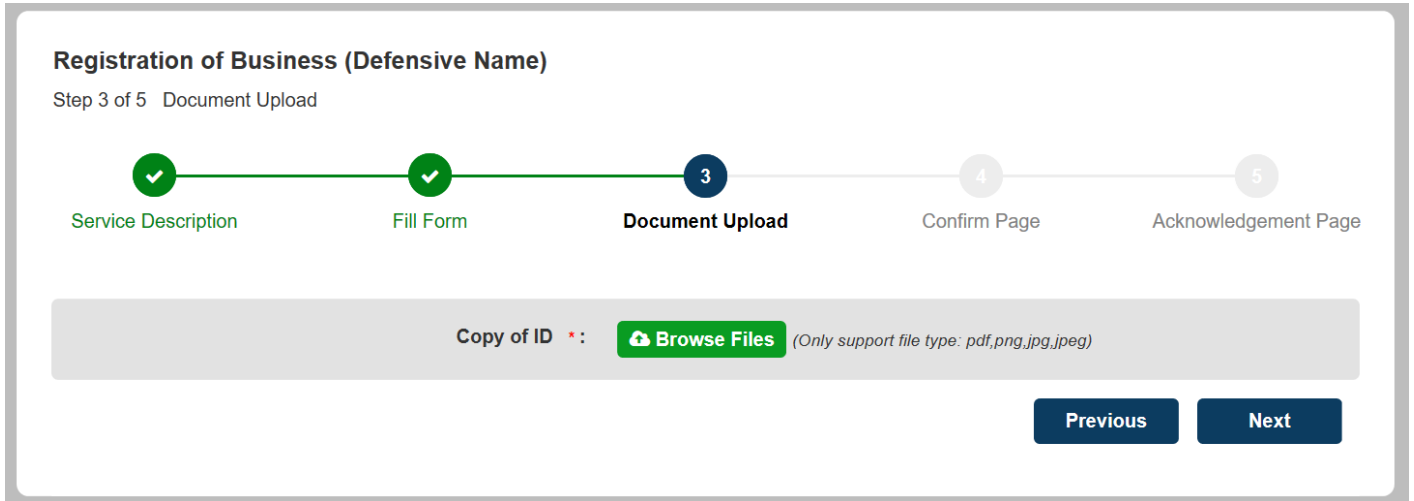 Registration of Business (Defensive Name)
Step 3 of 5 Document Upload
3
4
5
Service Description
Fill Form
Document Upload
Confirm Page
Acknowledgement Page
Copy of ID * : Browse Files (Only support file type: pdf,png,jpg,jpeg)
Previous
Next